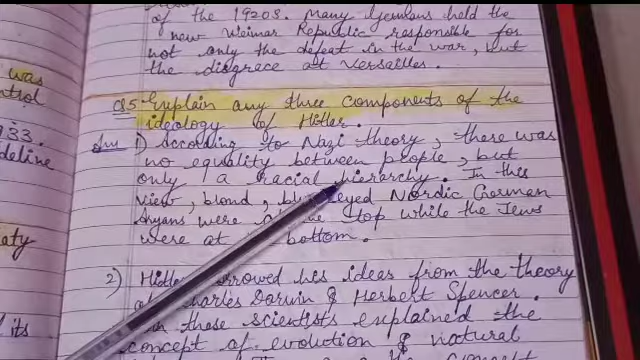 of the 1920s. Many Germans held the
new Weimar Republic responsible for
not only the defeat in the war, but
the disgrace at Versailles.
was
933.
Q5 Explain any three components of the
ideology of Hitler.
Ans 1) According to Nazi theory, there was
no equality between people, but
only a racial hierarchy. In this
view, blond, eyed Nordic German
Aryans were at top while the Jews
were at bottom.
2) Hitler borrowed his ideas from the theory
of Charles Darwin & Herbert Spencer.
these scientists explained the
concept of evolution & natural
its